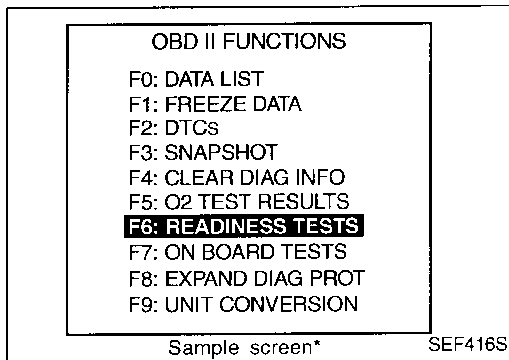 OBD II FUNCTIONS
F0: DATA LIST
F1: FREEZE DATA
F2: DTCs
F3: SNAPSHOT
F4: CLEAR DIAG INFO
F5: O2 TEST RESULTS
F6: READINESS TESTS
F7: ON BOARD TESTS
F8: EXPAND DIAG PROT
F9: UNIT CONVERSION
Sample screen* SEF416S